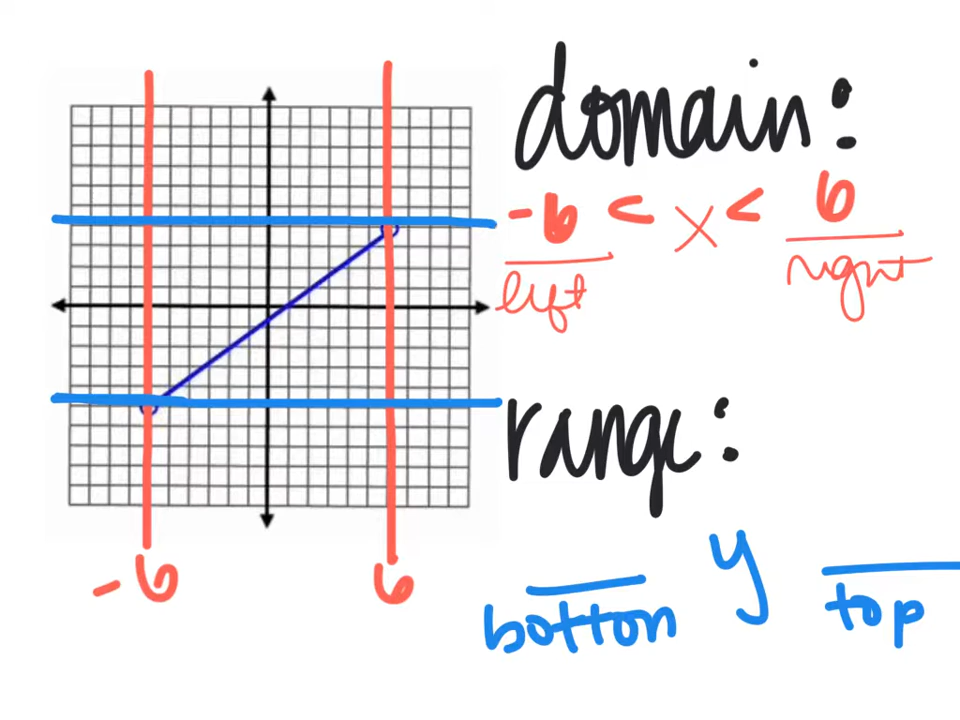 domain:
-6 < x < 6
left right
range:
y
botton top
-6 6